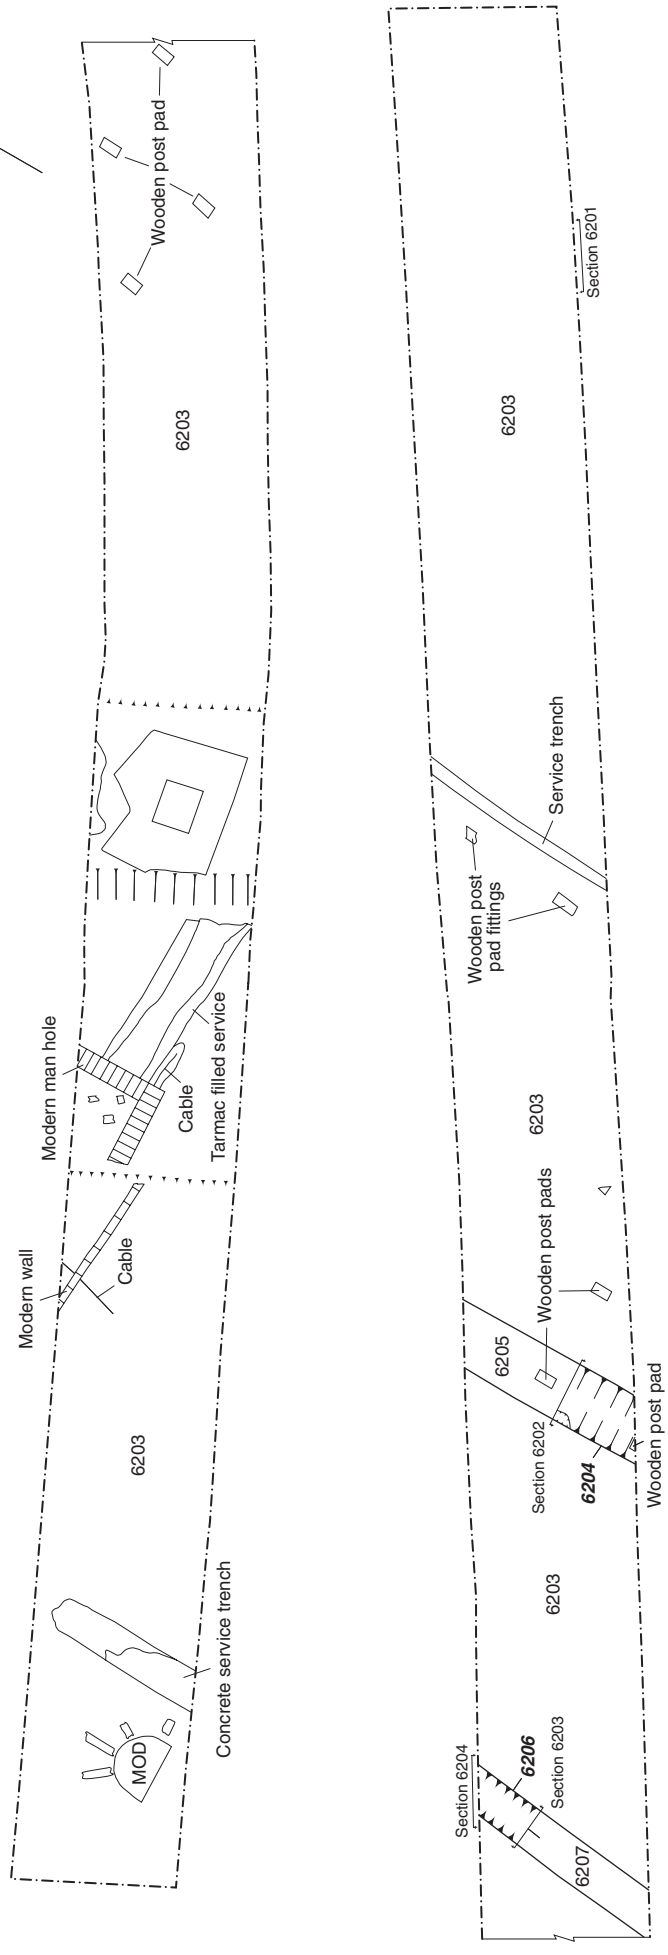 Wooden post pad
6203
Modern man hole
Cable
Tarmac filled service
Modern wall
Cable
6203
Concrete service trench
MOD
Section 6201
6203
Service trench
Wooden post
pad fittings
6203
Wooden post pads
6205
Section 6202
6204
Wooden post pad
6203
Section 6204
6206
Section 6203
6207